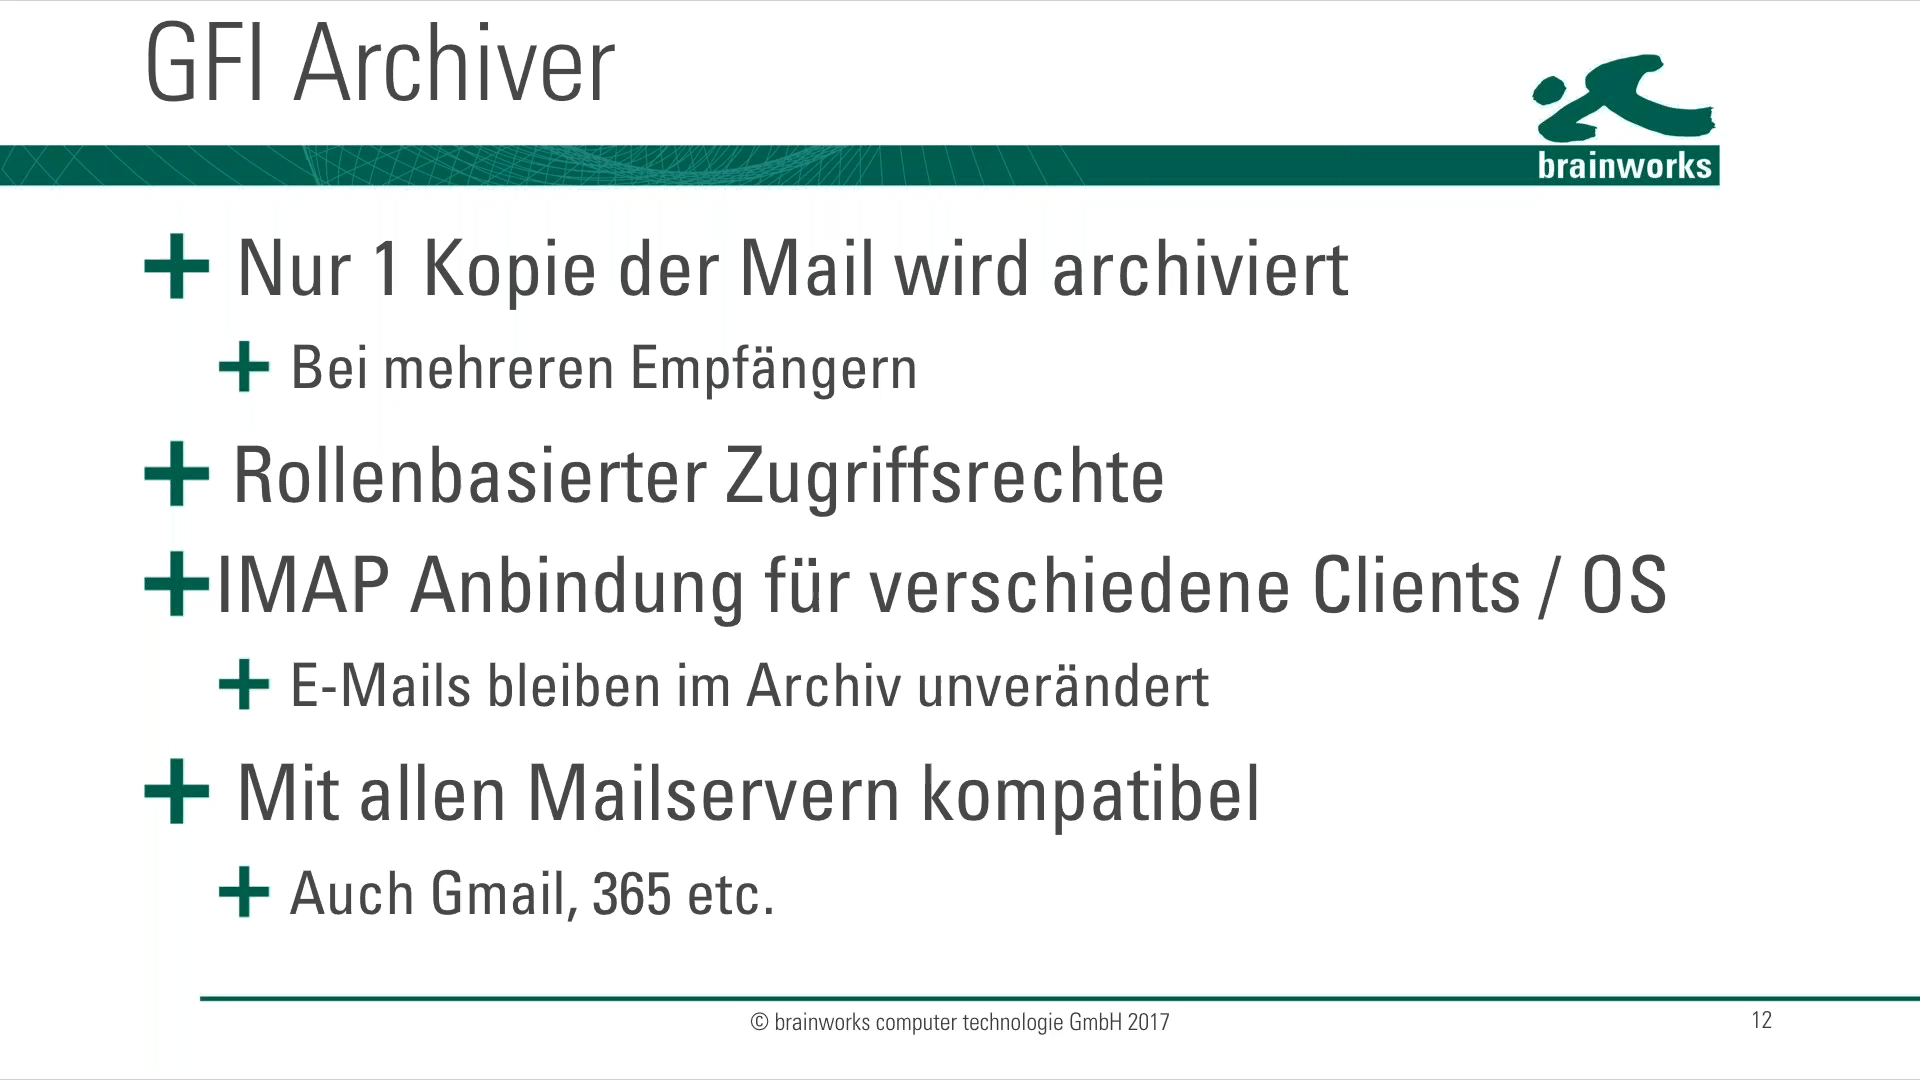 GFI Archiver
brainworks
Nur 1 Kopie der Mail wird archiviert
Bei mehreren Empfängern
Rollenbasierter Zugriffsrechte
IMAP Anbindung für verschiedene Clients / OS
E-Mails bleiben im Archiv unverändert
Mit allen Mailservern kompatibel
Auch Gmail, 365 etc.
© brainworks computer technologie GmbH 2017
12